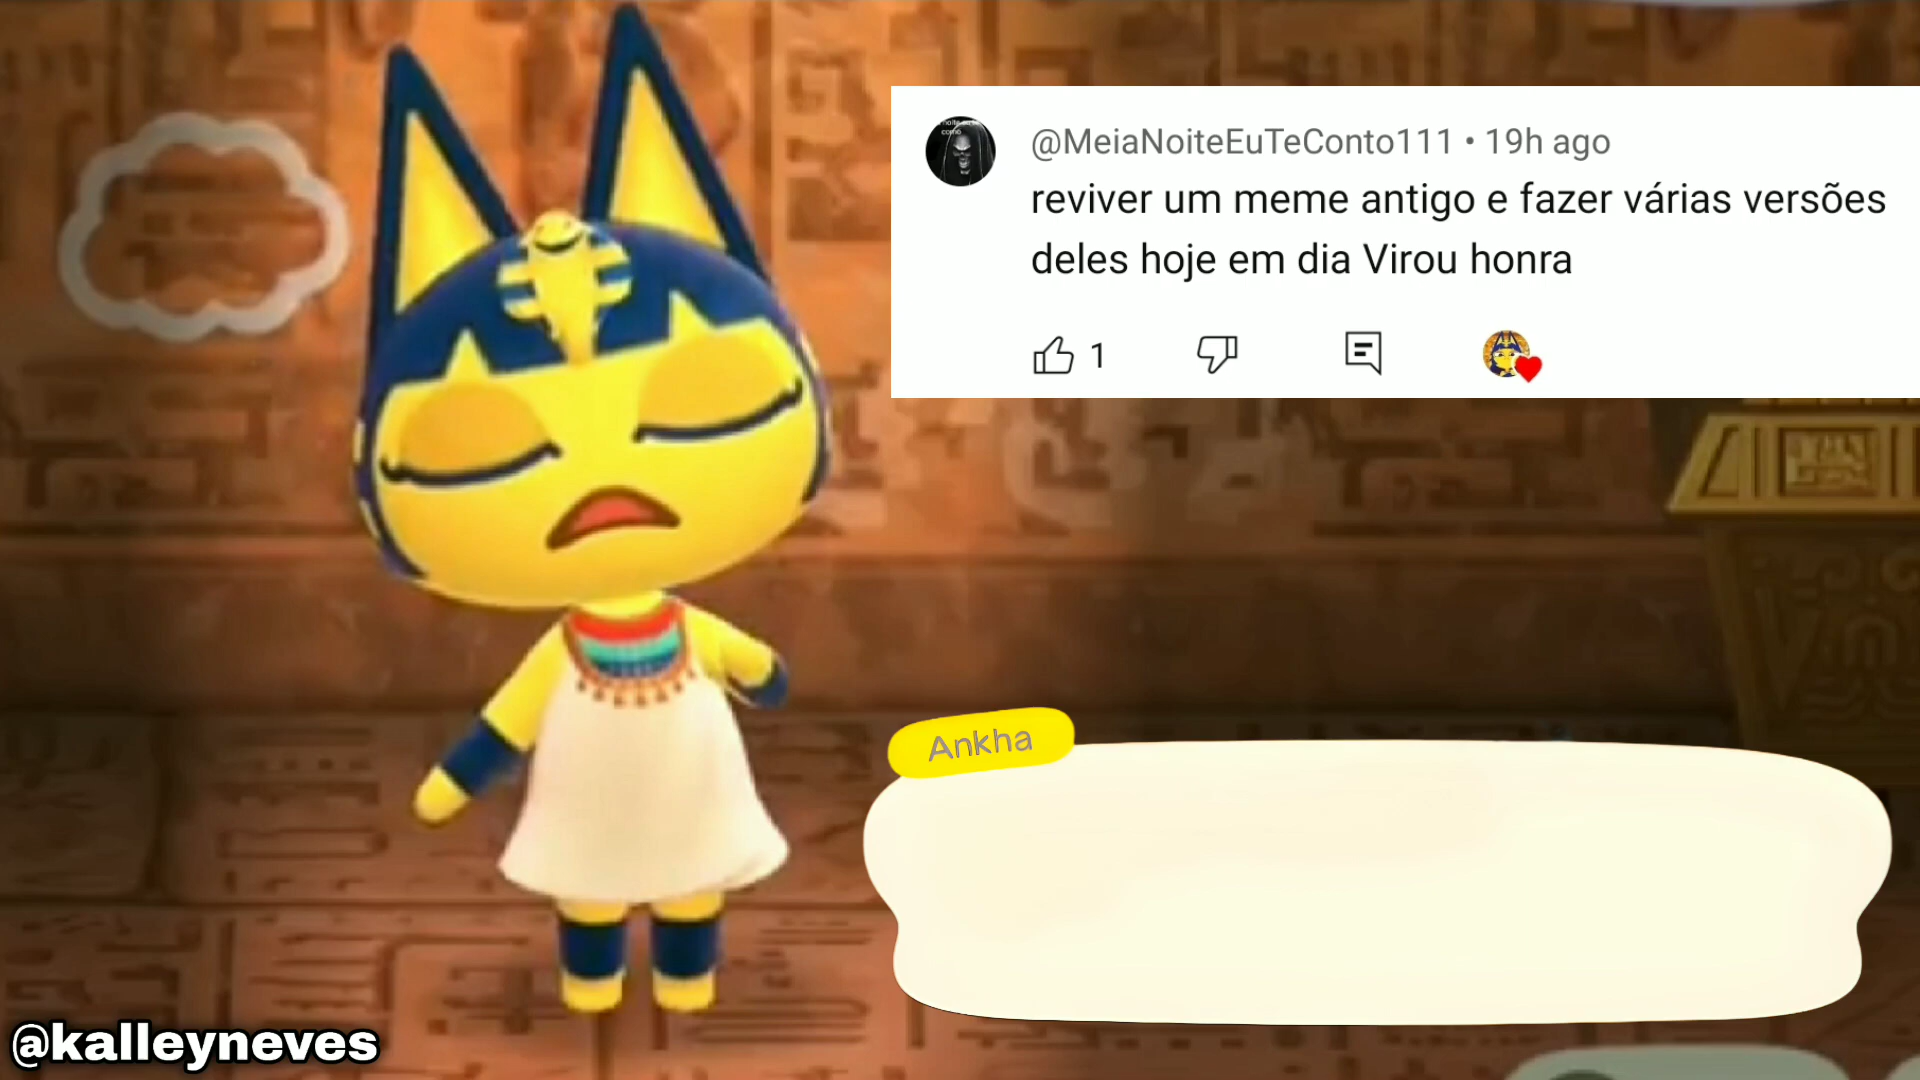 @MeiaNoiteEuTeConto111 • 19h ago
reviver um meme antigo e fazer várias versões
deles hoje em dia Virou honra
1
Ankha
@kalleyneves